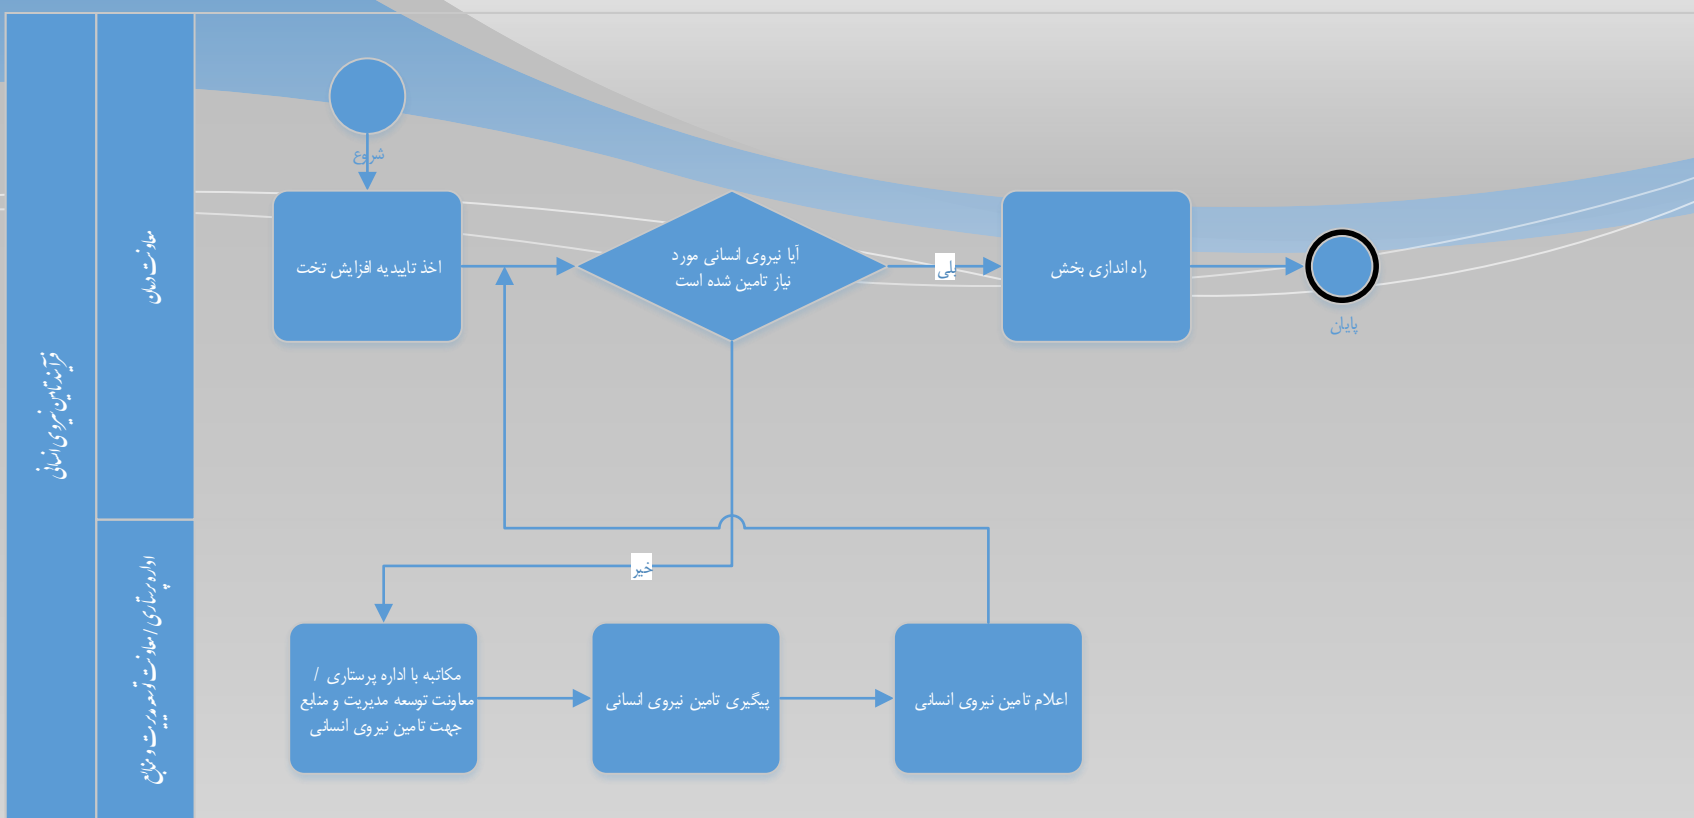 فرآیند تامین نیروی انسانی
معاونت درمان
شروع
اخذ تاییدیه افزایش تخت
آیا نیروی انسانی مورد
نیاز تامین شده است
بلی
راه اندازی بخش
پایان
اداره پرستاری / معاونت توسعه مدیریت و منابع
خیر
مکاتبه با اداره پرستاری /
معاونت توسعه مدیریت و منابع
جهت تامین نیروی انسانی
پیگیری تامین نیروی انسانی
اعلام تامین نیروی انسانی